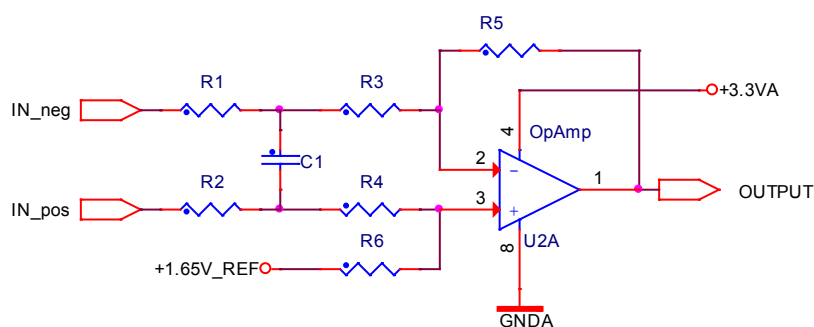 R5
R1
R3
IN_neg
+3.3VA
4
OpAmp
C1
2
-
1
OUTPUT
R2
R4
3
+
IN_pos
R6
8
U2A
+1.65V_REF
GNDA